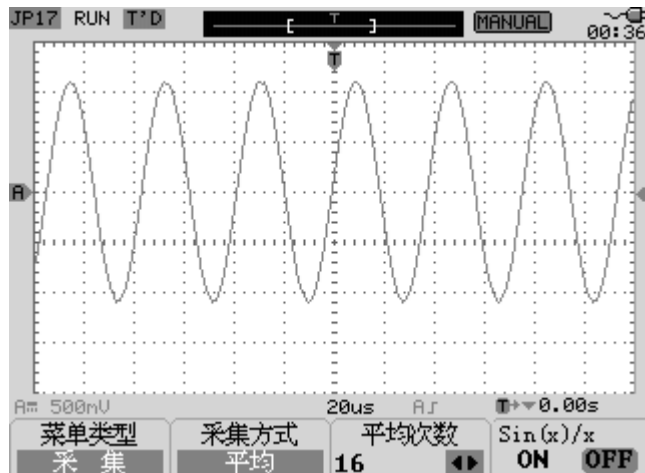 JP17 RUN T'D T MANUAL 00:36
T
A
A 500mV 20us A T 0.00s
菜单类型 采集方式 平均次数 Sin(x)/x
采 集 平均 16 ON OFF